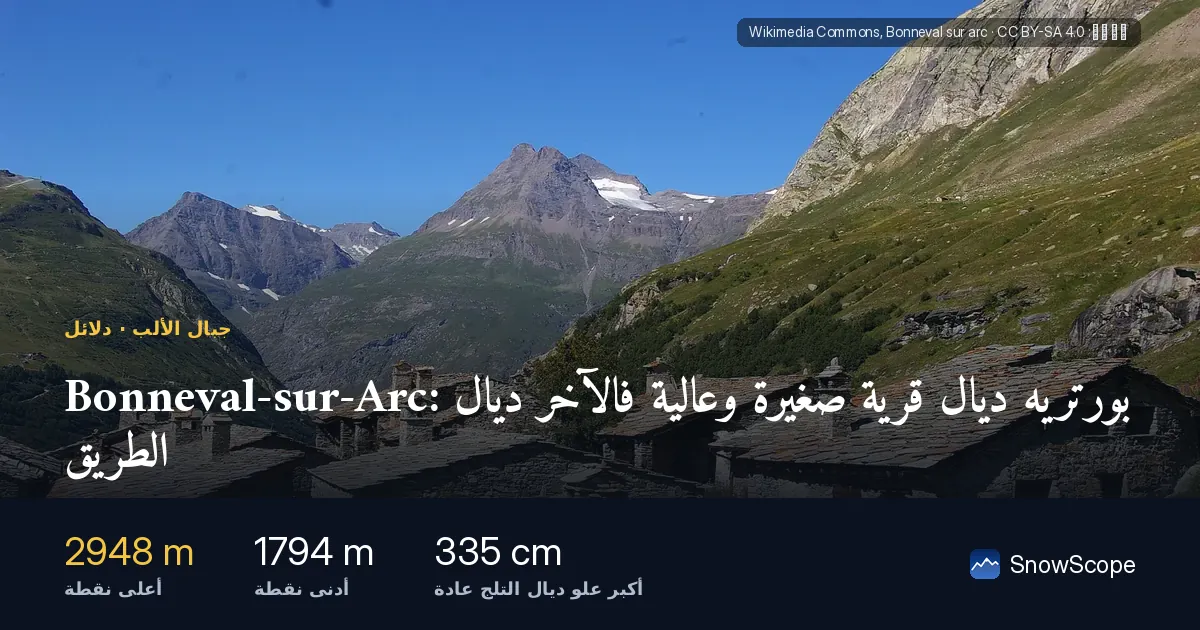 Wikimedia Commons, Bonneval sur arc · CC BY-SA 4.0 :
جبال الألب · دلائل
Bonneval-sur-Arc: بورتريه ديال قرية صغيرة وعالية فالآخر ديال
الطريق
2948 m
أعلى نقطة
1794 m
أدنى نقطة
335 cm
أكبر علو ديال الثلج عادة
SnowScope